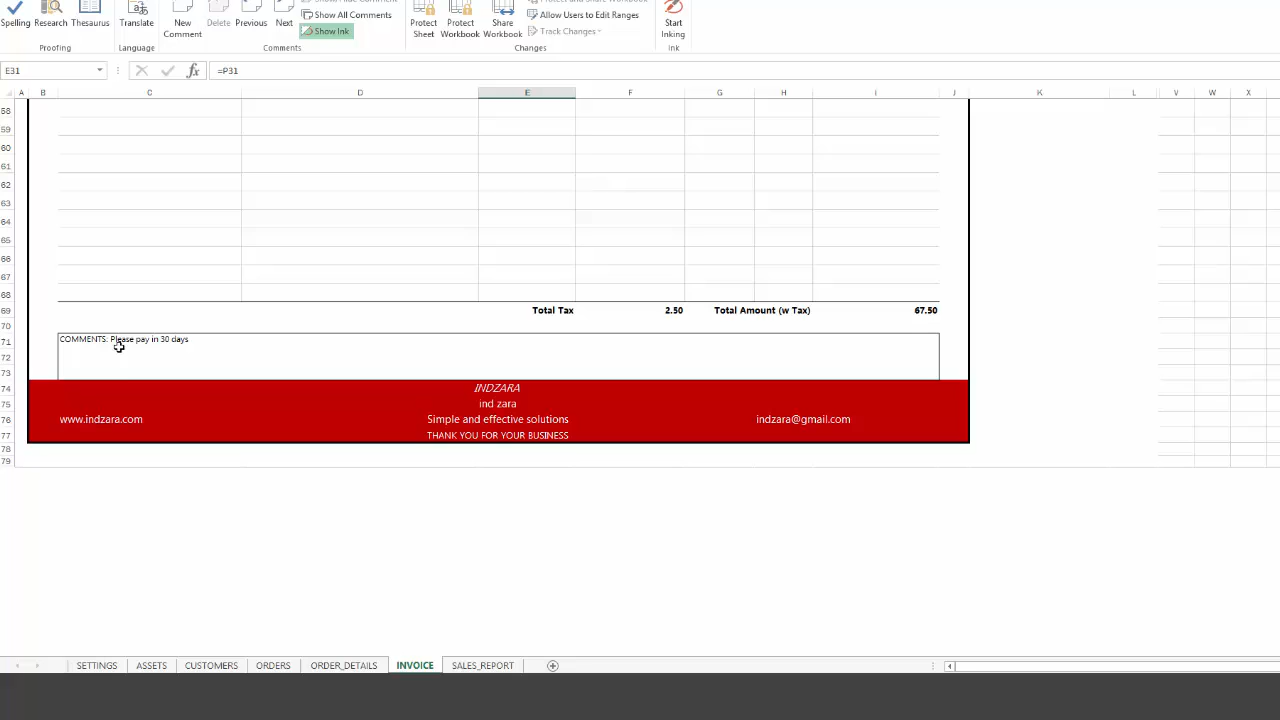 Show All Comments
Allow Users to Edit Ranges
Spelling Research Thesaurus Translate New Comment Delete Previous Next Show Ink Protect Sheet Protect Workbook Share Workbook Track Changes Start Inking
Proofing Language Comments Changes Ink
E31 fx =P31
A B C D E F G H I J K L V W X
58
59
60
61
62
63
64
65
66
67
68
69 Total Tax 2.50 Total Amount (w Tax) 67.50
70
71 COMMENTS: Please pay in 30 days
72
73
74 INDZARA
75 ind zara
76 www.indzara.com Simple and effective solutions indzara@gmail.com
77 THANK YOU FOR YOUR BUSINESS
78
79
SETTINGS ASSETS CUSTOMERS ORDERS ORDER_DETAILS INVOICE SALES_REPORT